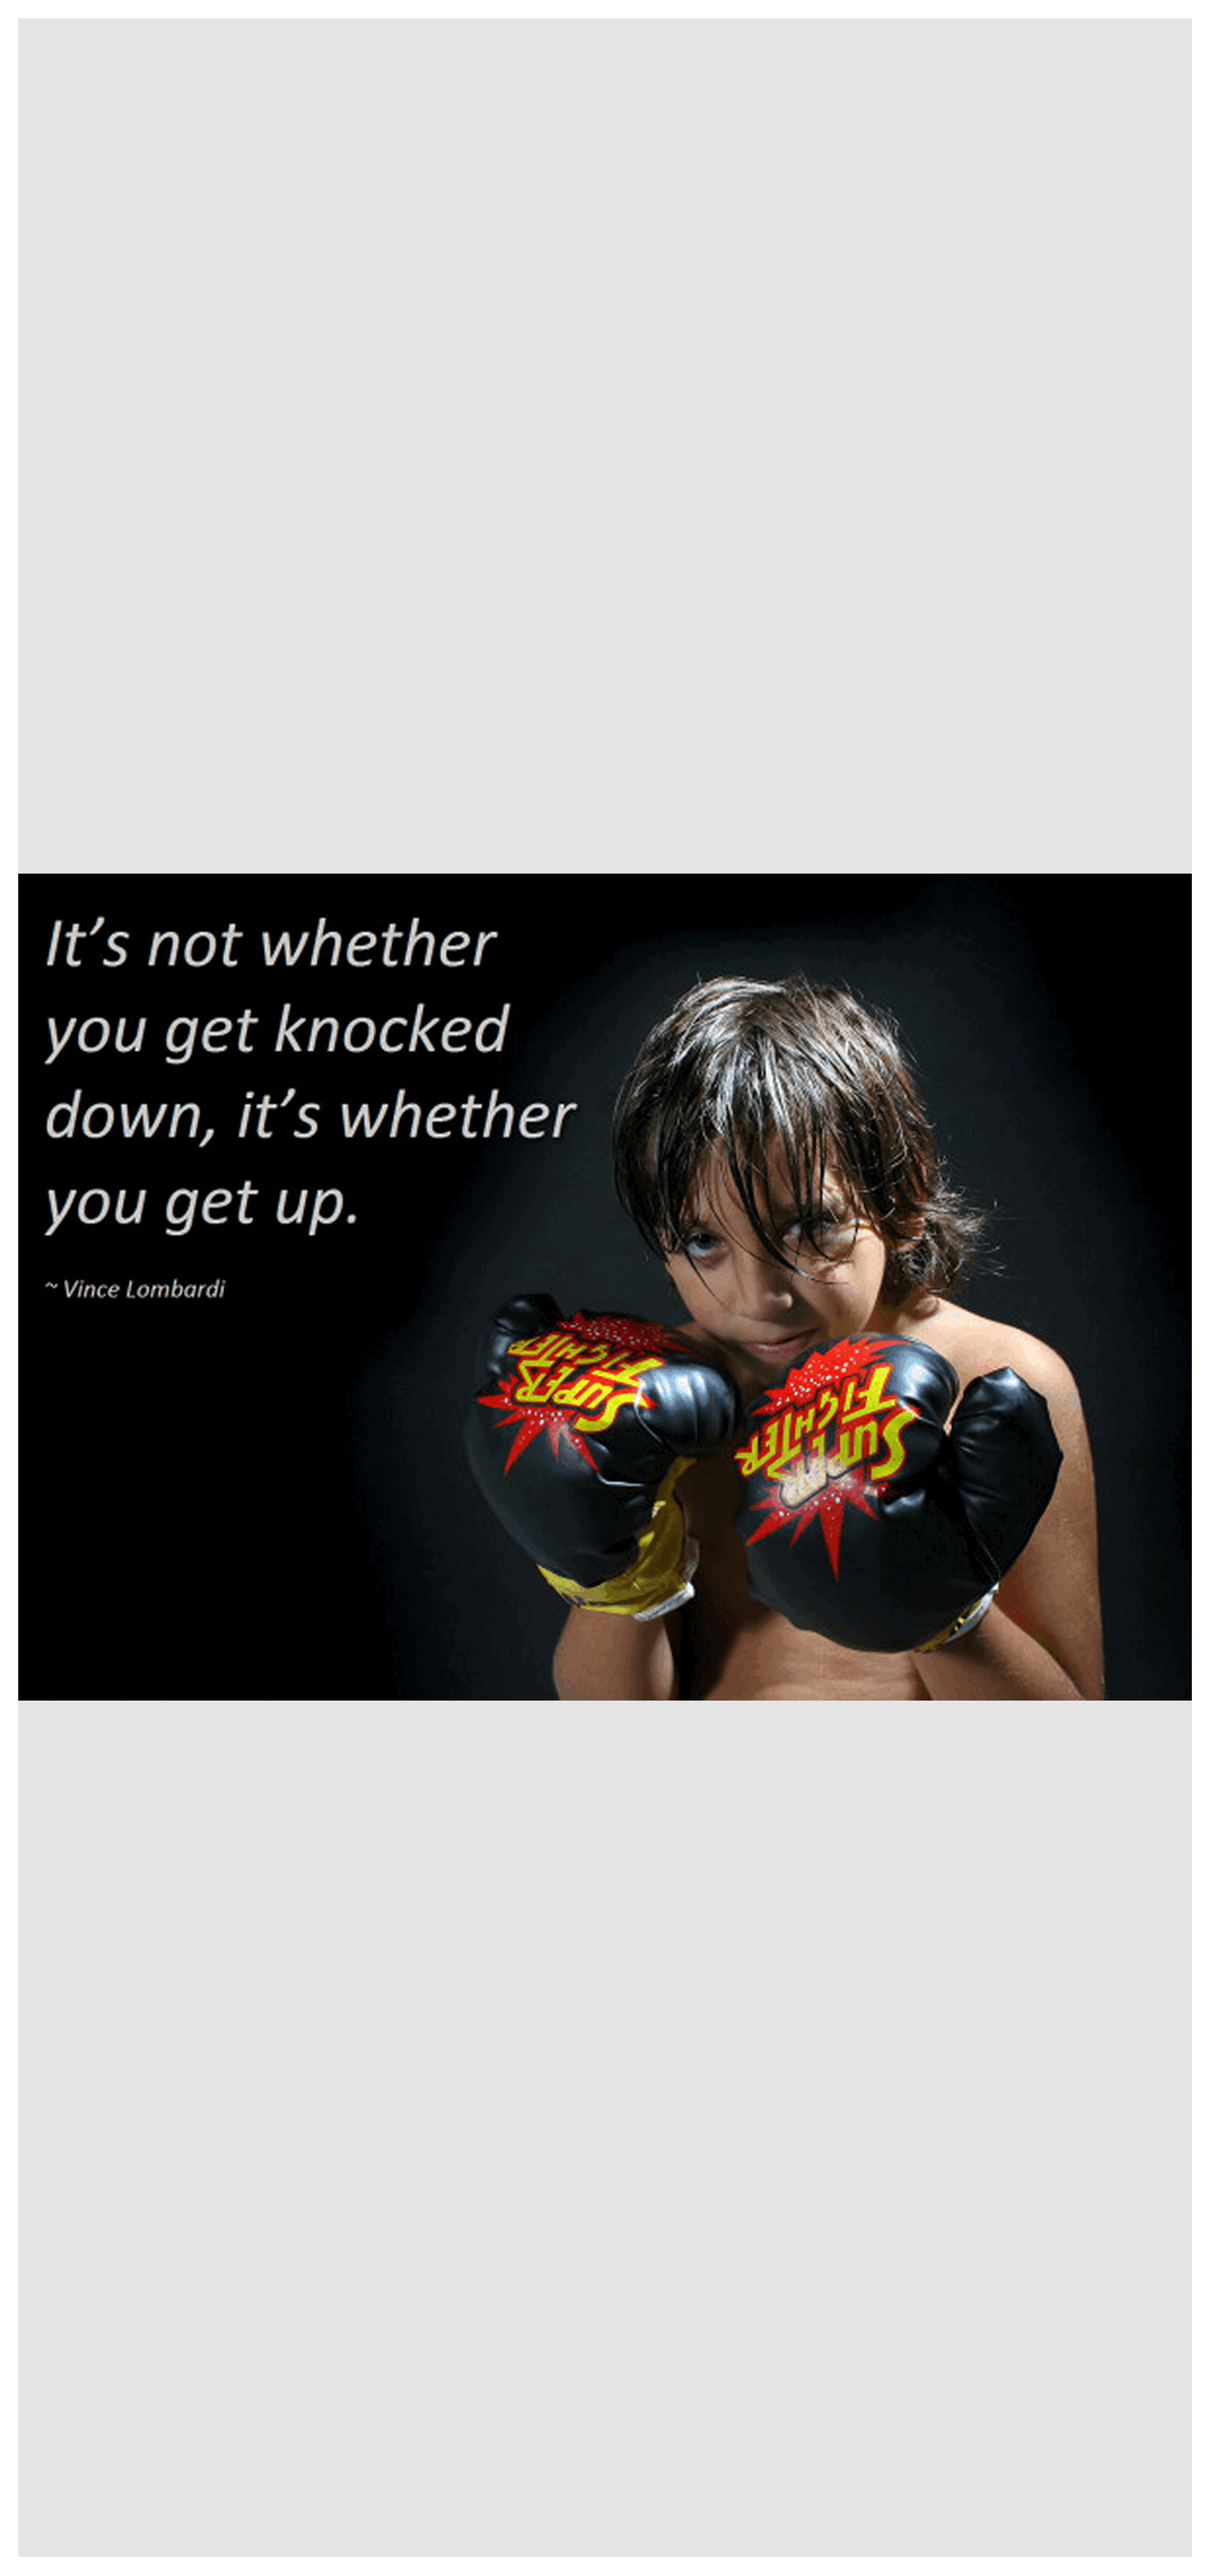 It’s not whether
you get knocked
down, it’s whether
you get up.
~ Vince Lombardi
SUPER
FIGHTER
SUPER
FIGHTER